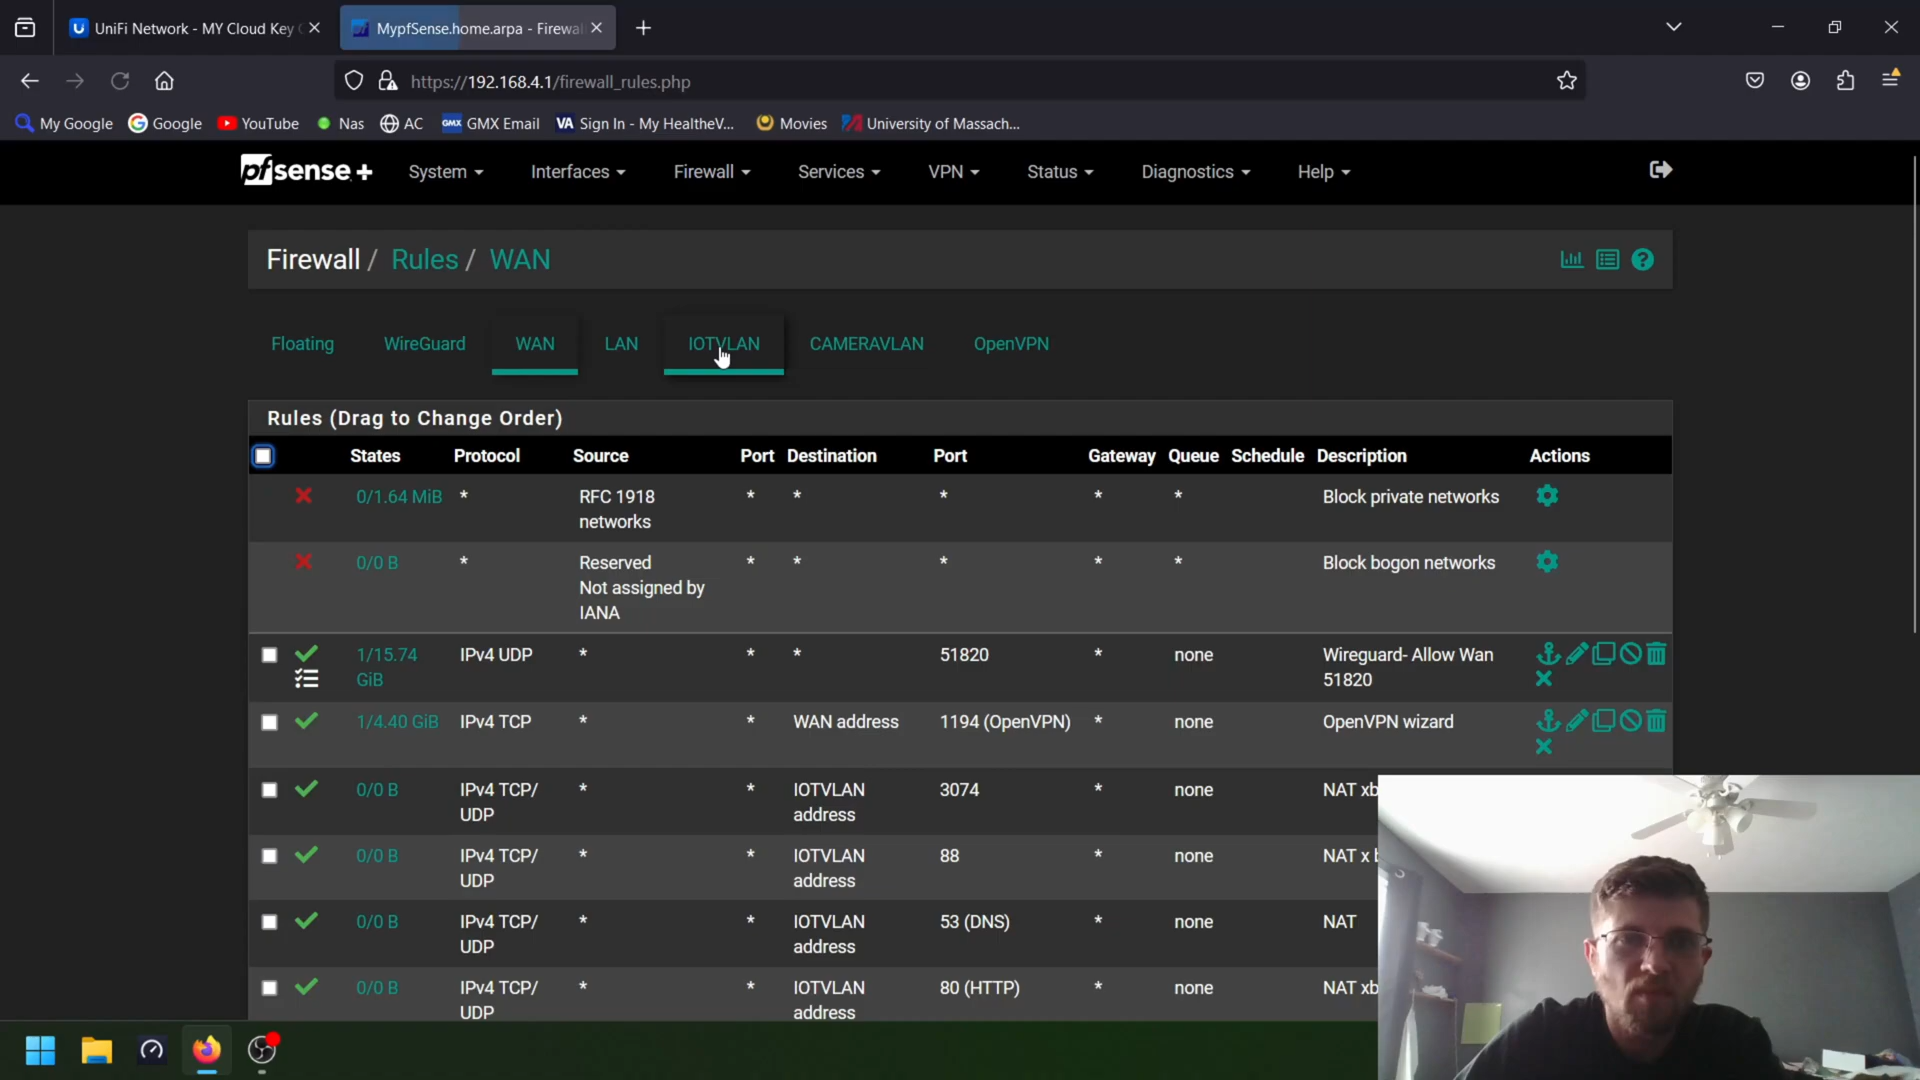 UniFi Network - MY Cloud Key
MypfSense.home.arpa - Firewal
https://192.168.4.1/firewall_rules.php
My Google Google YouTube Nas AC GMX GMX Email VA Sign In - My HealtheV... Movies University of Massach...
pfsense + System Interfaces Firewall Services VPN Status Diagnostics Help
Firewall / Rules / WAN
Floating WireGuard WAN LAN IOTVLAN CAMERAVLAN OpenVPN
Rules (Drag to Change Order)
States Protocol Source Port Destination Port Gateway Queue Schedule Description Actions
0/1.64 MiB * RFC 1918 * * * * * Block private networks
networks
0/0 B * Reserved * * * * * Block bogon networks
Not assigned by
IANA
1/15.74 IPv4 UDP * * * 51820 * none Wireguard- Allow Wan
GiB 51820
1/4.40 GiB IPv4 TCP * * WAN address 1194 (OpenVPN) * none OpenVPN wizard
0/0 B IPv4 TCP/ * * IOTVLAN 3074 * none NAT xb
UDP address
0/0 B IPv4 TCP/ * * IOTVLAN 88 * none NAT x b
UDP address
0/0 B IPv4 TCP/ * * IOTVLAN 53 (DNS) * none NAT
UDP address
0/0 B IPv4 TCP/ * * IOTVLAN 80 (HTTP) * none NAT xb
UDP address